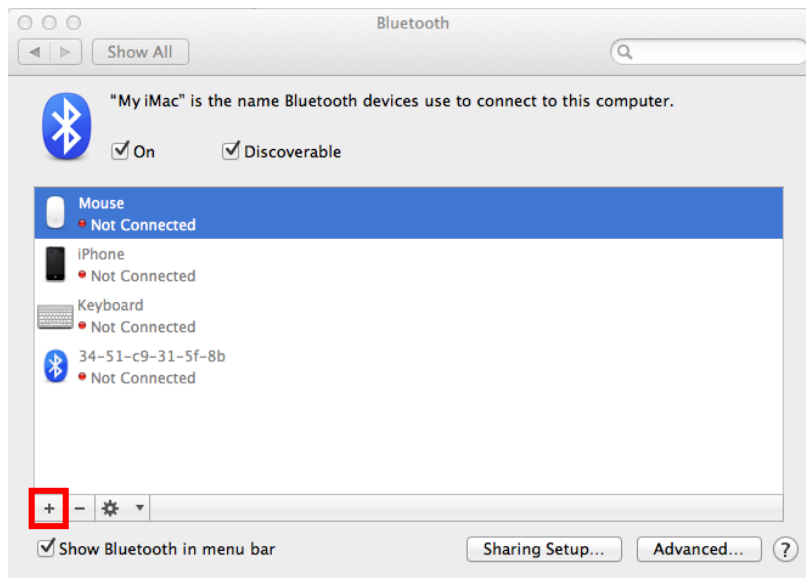 Bluetooth
Show All
“My iMac” is the name Bluetooth devices use to connect to this computer.
On Discoverable
Mouse
Not Connected
iPhone
Not Connected
Keyboard
Not Connected
34-51-c9-31-5f-8b
Not Connected
+ −
Show Bluetooth in menu bar Sharing Setup... Advanced... ?